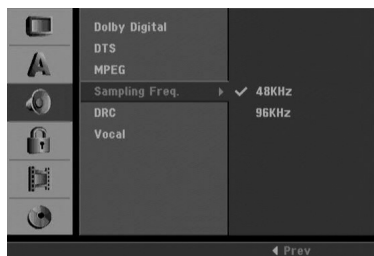 Dolby Digital
DTS
MPEG
Sampling Freq.
48KHz
96KHz
DRC
Vocal
A
Prev